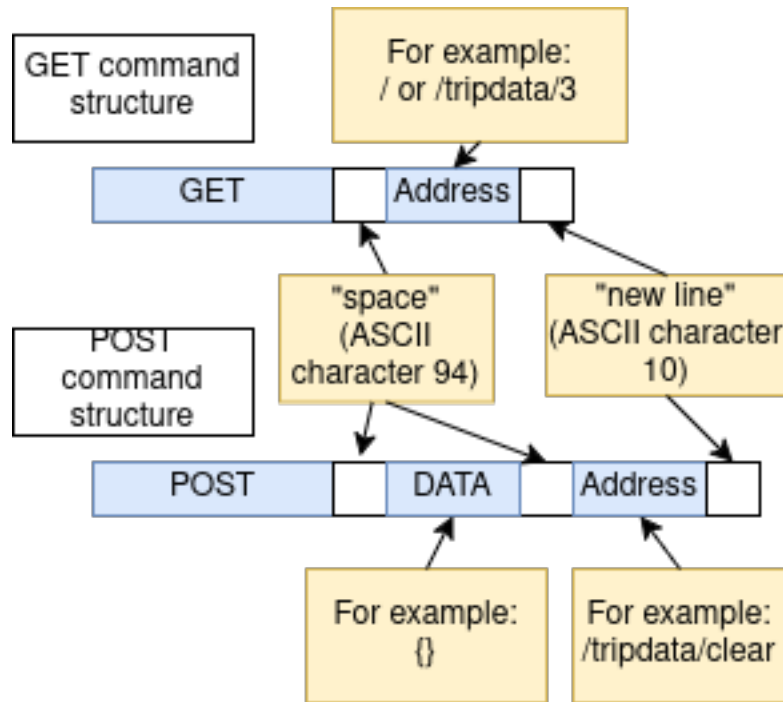 GET command
structure
For example:
/ or /tripdata/3
GET
Address
"space"
(ASCII
character 94)
"new line"
(ASCII character
10)
POST
command
structure
POST
DATA
Address
For example:
{}
For example:
/tripdata/clear